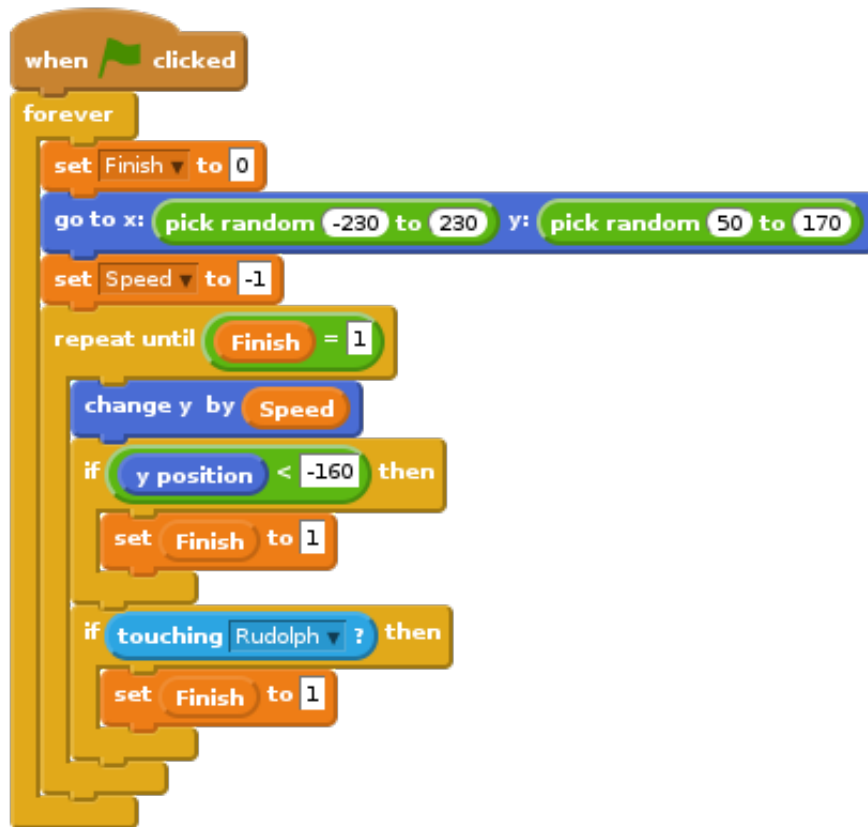 when clicked
forever
set Finish to 0
go to x: pick random -230 to 230 y: pick random 50 to 170
set Speed to -1
repeat until Finish = 1
change y by Speed
if y position < -160 then
set Finish to 1
if touching Rudolph ? then
set Finish to 1